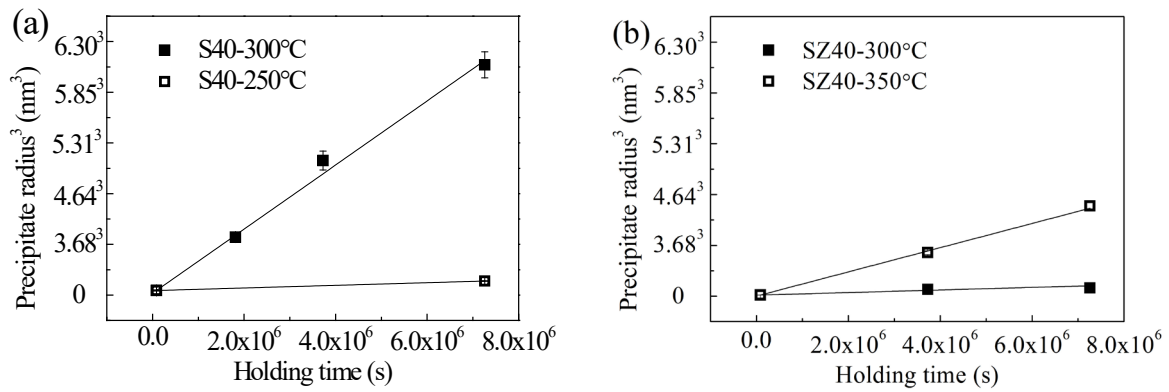 (a)
S40-300°C
S40-250°C
Precipitate radius³ (nm³)
6.30³
5.85³
5.31³
4.64³
3.68³
0
0.0
2.0x10⁶
4.0x10⁶
6.0x10⁶
8.0x10⁶
Holding time (s)
(b)
SZ40-300°C
SZ40-350°C
Precipitate radius³ (nm³)
6.30³
5.85³
5.31³
4.64³
3.68³
0
0.0
2.0x10⁶
4.0x10⁶
6.0x10⁶
8.0x10⁶
Holding time (s)